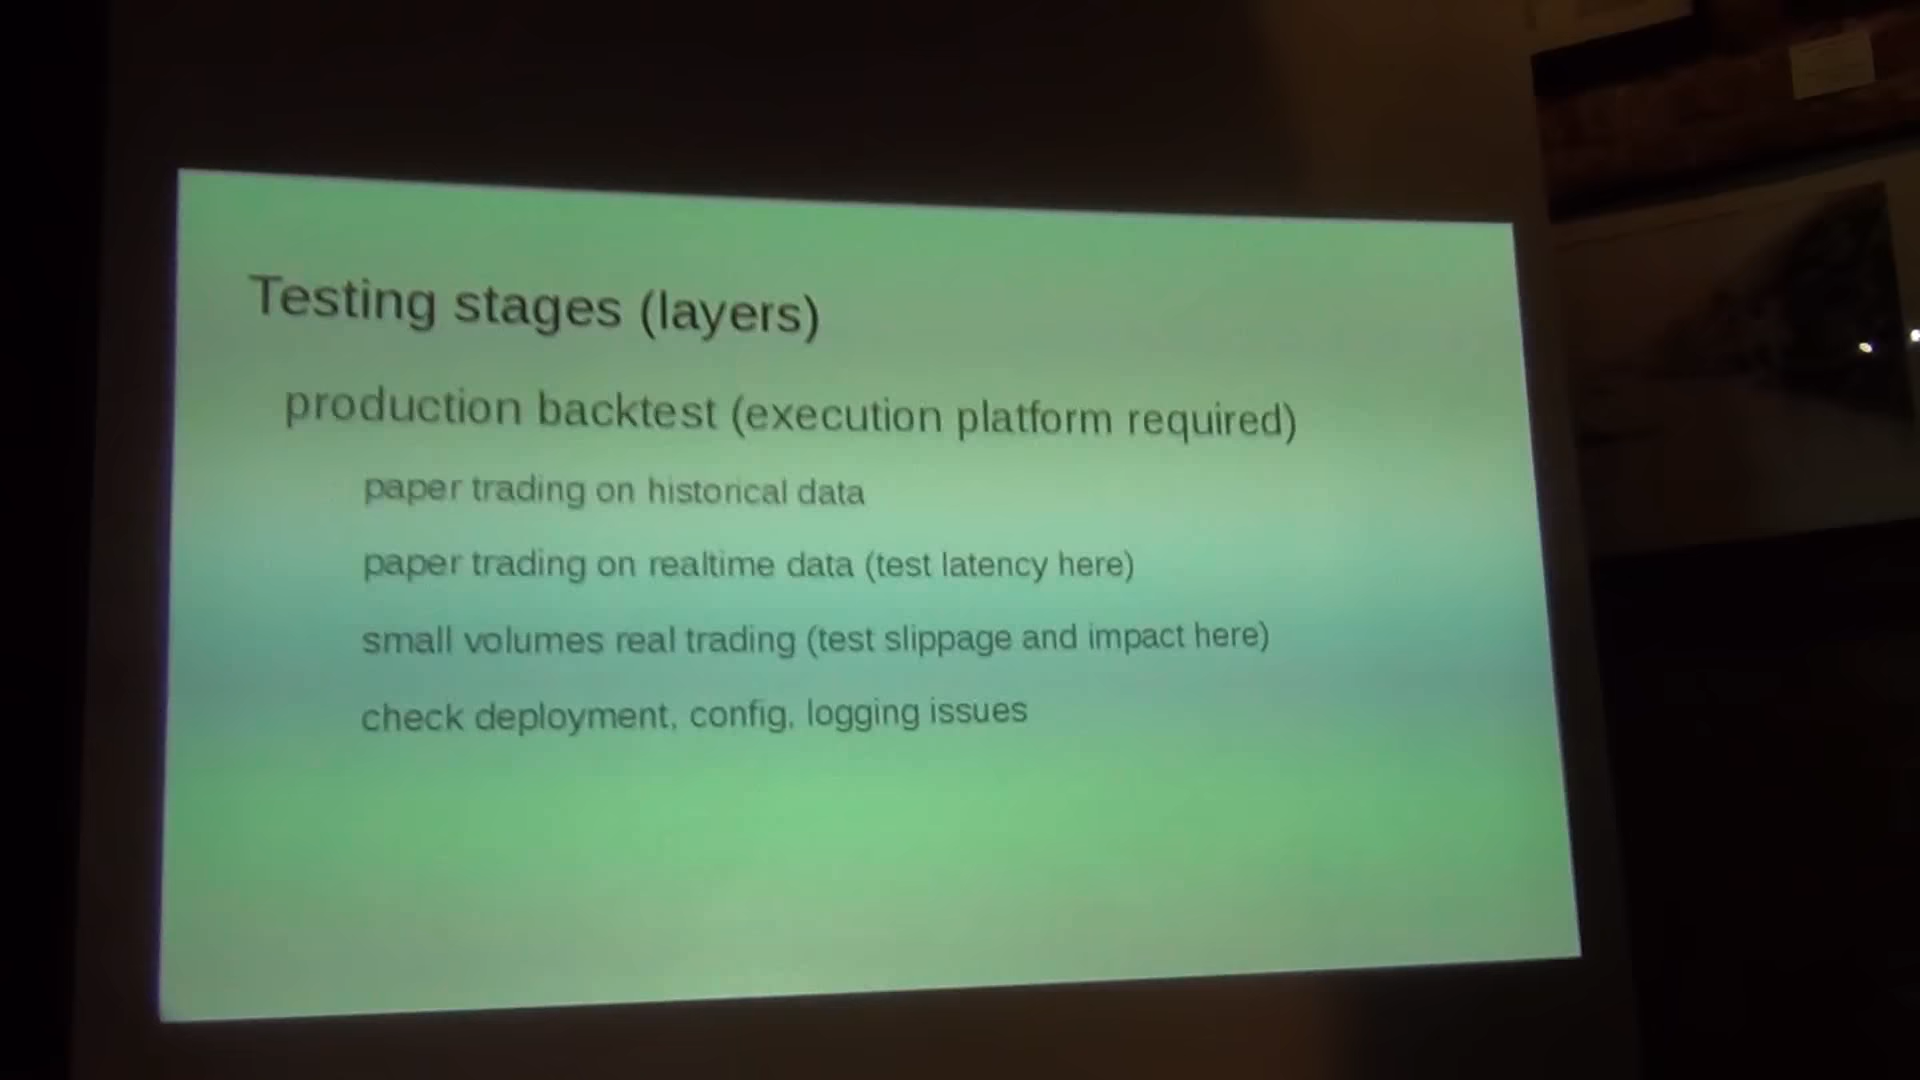 Testing stages (layers)
production backtest (execution platform required)
paper trading on historical data
paper trading on realtime data (test latency here)
small volumes real trading (test slippage and impact here)
check deployment, config, logging issues